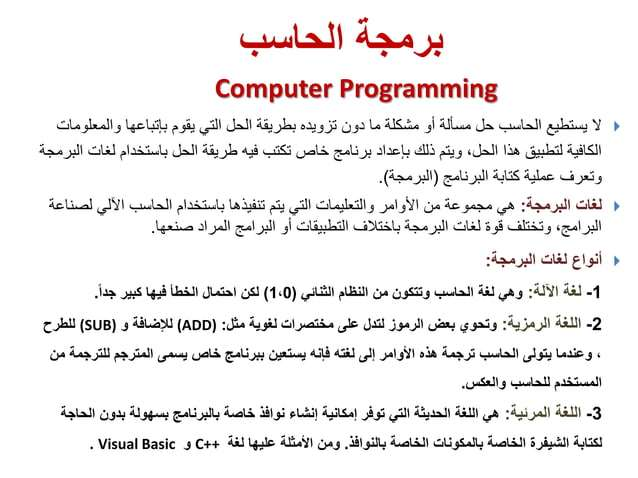 برمجة الحاسب
Computer Programming
لا يستطيع الحاسب حل مسألة أو مشكلة ما دون تزويده بطريقة الحل التي يقوم بإتباعها والمعلومات
الكافية لتطبيق هذا الحل، ويتم ذلك بإعداد برنامج خاص تكتب فيه طريقة الحل باستخدام لغات البرمجة
وتعرف عملية كتابة البرنامج (البرمجة).
لغات البرمجة: هي مجموعة من الأوامر والتعليمات التي يتم تنفيذها باستخدام الحاسب الآلي لصناعة
البرامج، وتختلف قوة لغات البرمجة باختلاف التطبيقات أو البرامج المراد صنعها.
أنواع لغات البرمجة:
1- لغة الآلة: وهي لغة الحاسب وتتكون من النظام الثنائي (1،0) لكن احتمال الخطأ فيها كبير جداً.
2- اللغة الرمزية: وتحوي بعض الرموز لتدل على مختصرات لغوية مثل: (ADD) للإضافة و (SUB) للطرح
، وعندما يتولى الحاسب ترجمة هذه الأوامر إلى لغته فإنه يستعين ببرنامج خاص يسمى المترجم للترجمة من
المستخدم للحاسب والعكس.
3- اللغة المرئية: هي اللغة الحديثة التي توفر إمكانية إنشاء نوافذ خاصة بالبرنامج بسهولة بدون الحاجة
لكتابة الشيفرة الخاصة بالمكونات الخاصة بالنوافذ. ومن الأمثلة عليها لغة C++ و Visual Basic .